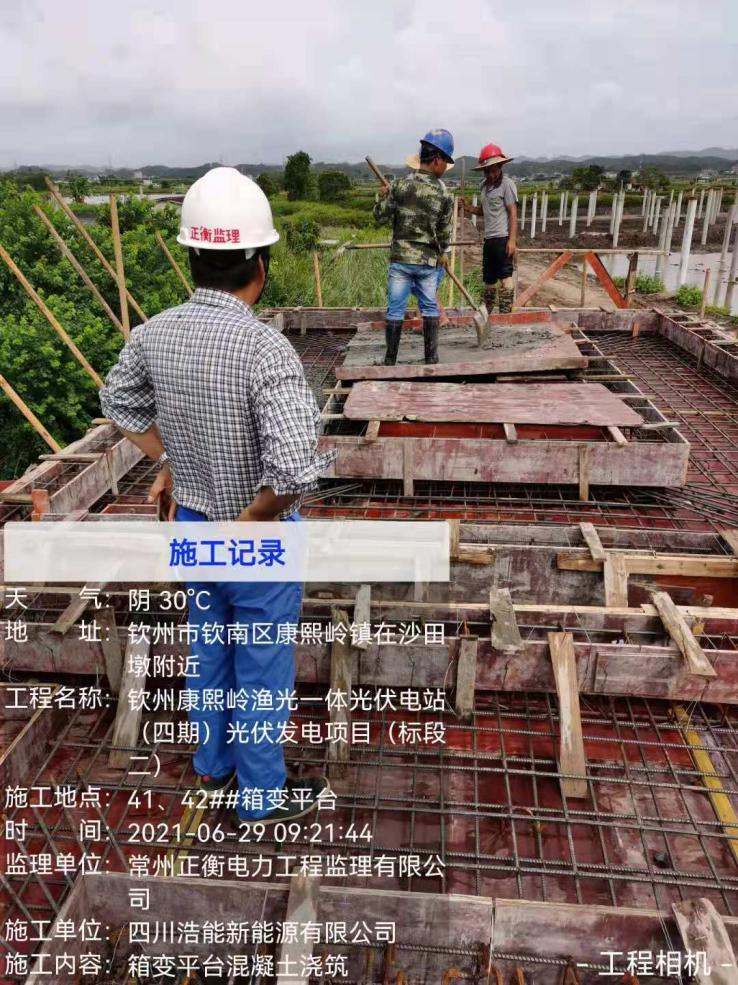 正衡监理
施工记录
天 气: 阴 30℃
地 址: 钦州市钦南区康熙岭镇在沙田
墩附近
工程名称: 钦州康熙岭渔光一体光伏电站
（四期）光伏发电项目（标段
二）
施工地点: 41、42##箱变平台
时 间: 2021-06-29 09:21:44
监理单位: 常州正衡电力工程监理有限公
司
施工单位: 四川浩能新能源有限公司
施工内容: 箱变平台混凝土浇筑
- 工程相机 -